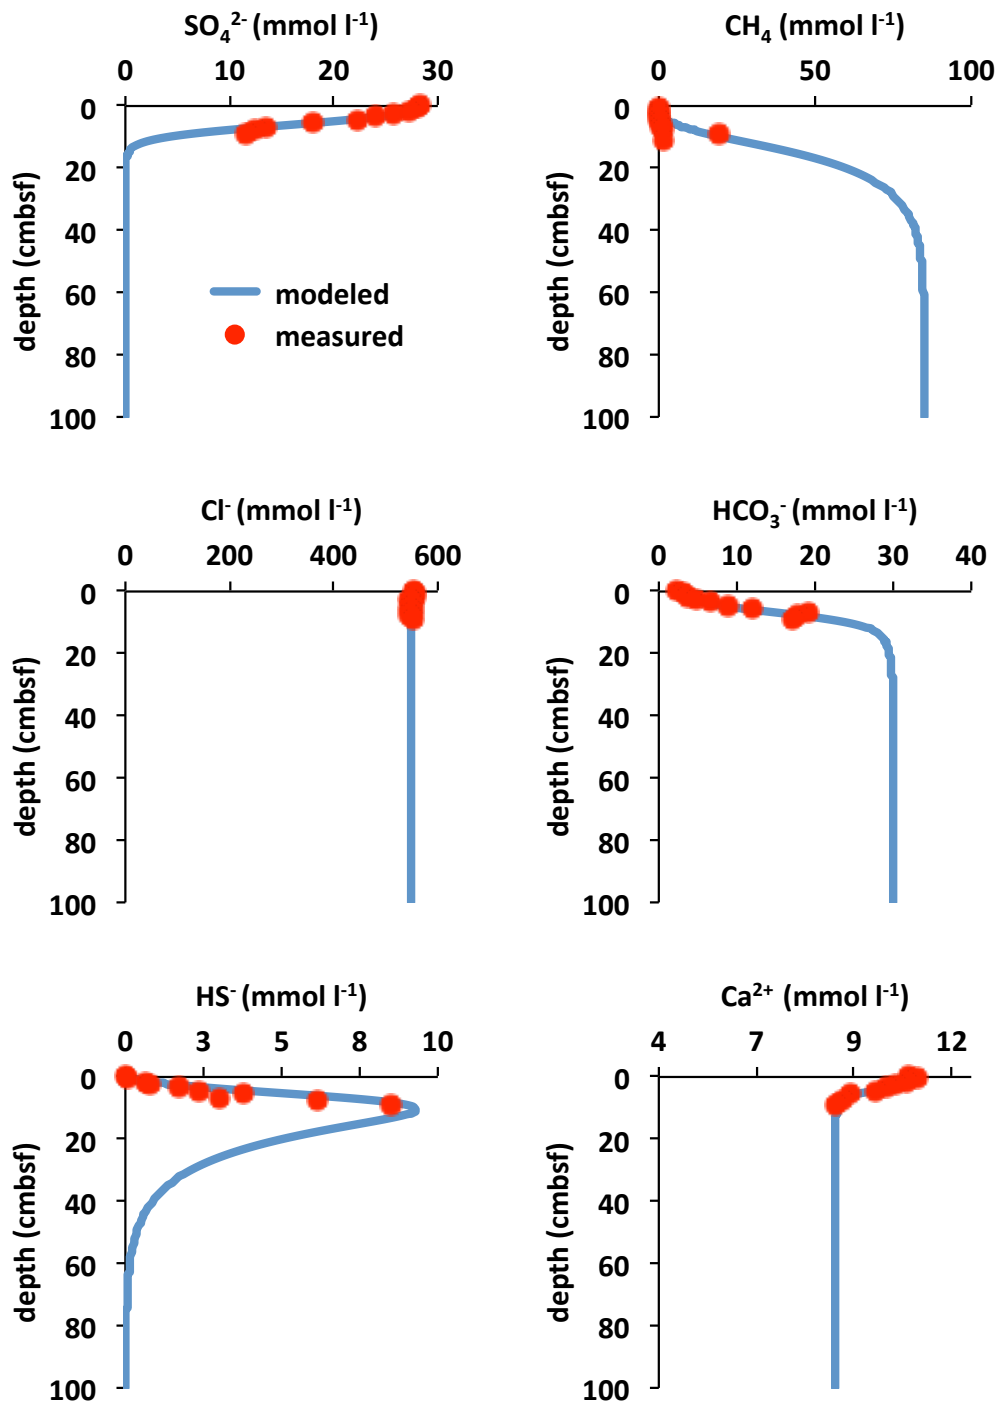 SO₄²⁻ (mmol l⁻¹)
0 10 20 30
0
20
40
60
80
100
depth (cmbsf)
modeled
measured
CH₄ (mmol l⁻¹)
0 50 100
0
20
40
60
80
100
depth (cmbsf)
Cl⁻ (mmol l⁻¹)
0 200 400 600
0
20
40
60
80
100
depth (cmbsf)
HCO₃⁻ (mmol l⁻¹)
0 10 20 30 40
0
20
40
60
80
100
depth (cmbsf)
HS⁻ (mmol l⁻¹)
0 3 5 8 10
0
20
40
60
80
100
depth (cmbsf)
Ca²⁺ (mmol l⁻¹)
4 7 9 12
0
20
40
60
80
100
depth (cmbsf)